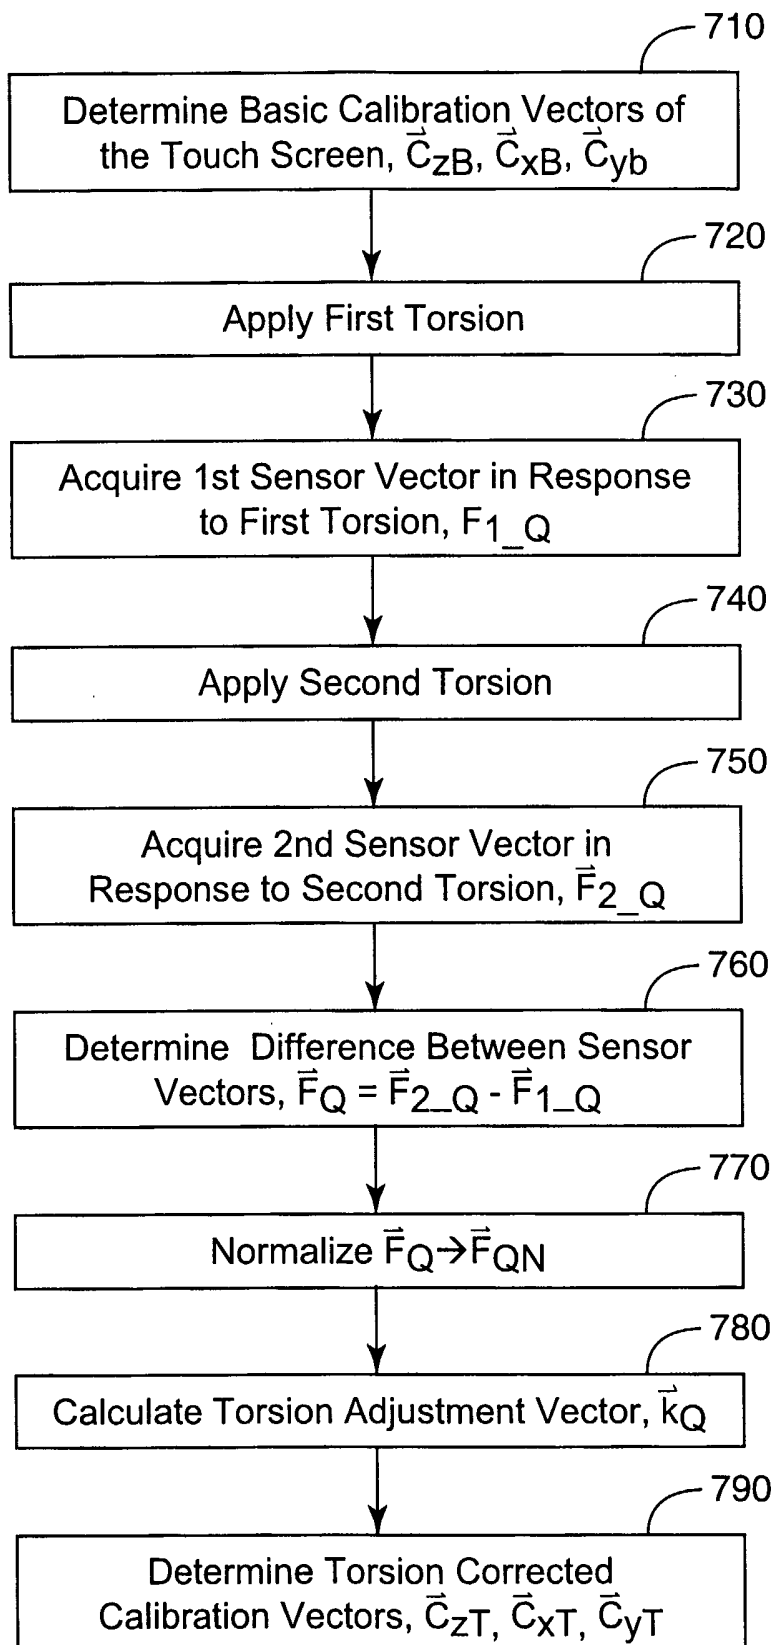 710
Determine Basic Calibration Vectors of
the Touch Screen, C⃗zB, C⃗xB, C⃗yb
720
Apply First Torsion
730
Acquire 1st Sensor Vector in Response
to First Torsion, F1_Q
740
Apply Second Torsion
750
Acquire 2nd Sensor Vector in
Response to Second Torsion, F⃗2_Q
760
Determine Difference Between Sensor
Vectors, F⃗Q = F⃗2_Q - F⃗1_Q
770
Normalize F⃗Q→F⃗QN
780
Calculate Torsion Adjustment Vector, k⃗Q
790
Determine Torsion Corrected
Calibration Vectors, C⃗zT, C⃗xT, C⃗yT